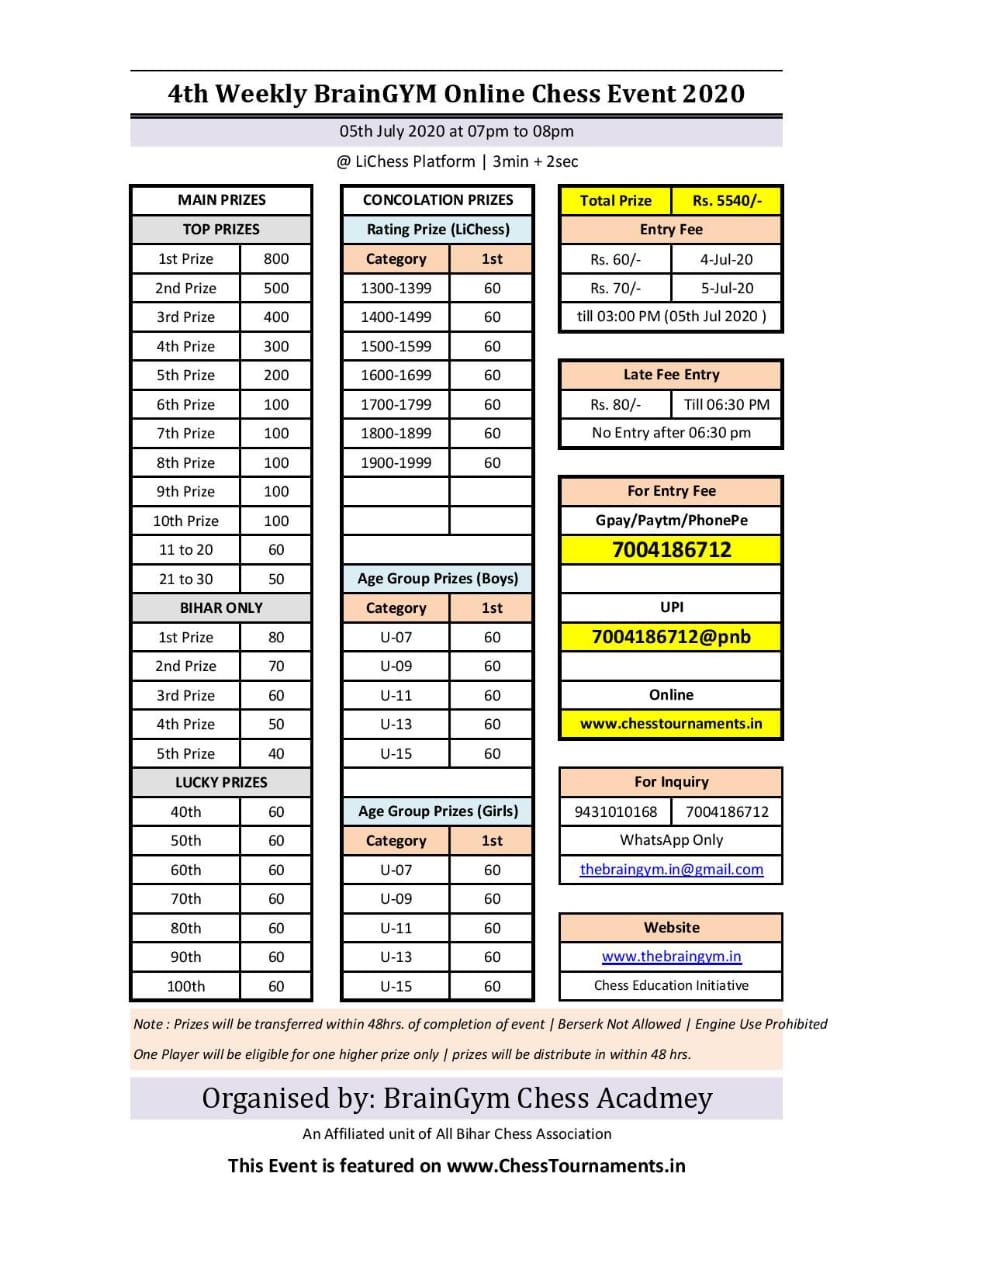 4th Weekly BrainGYM Online Chess Event 2020
05th July 2020 at 07pm to 08pm
@ LiChess Platform | 3min + 2sec
MAIN PRIZES
TOP PRIZES
1st Prize 800
2nd Prize 500
3rd Prize 400
4th Prize 300
5th Prize 200
6th Prize 100
7th Prize 100
8th Prize 100
9th Prize 100
10th Prize 100
11 to 20 60
21 to 30 50
BIHAR ONLY
1st Prize 80
2nd Prize 70
3rd Prize 60
4th Prize 50
5th Prize 40
LUCKY PRIZES
40th 60
50th 60
60th 60
70th 60
80th 60
90th 60
100th 60
CONCOLATION PRIZES
Rating Prize (LiChess)
Category 1st
1300-1399 60
1400-1499 60
1500-1599 60
1600-1699 60
1700-1799 60
1800-1899 60
1900-1999 60
Age Group Prizes (Boys)
Category 1st
U-07 60
U-09 60
U-11 60
U-13 60
U-15 60
Age Group Prizes (Girls)
Category 1st
U-07 60
U-09 60
U-11 60
U-13 60
U-15 60
Total Prize Rs. 5540/-
Entry Fee
Rs. 60/- 4-Jul-20
Rs. 70/- 5-Jul-20
till 03:00 PM (05th Jul 2020 )
Late Fee Entry
Rs. 80/- Till 06:30 PM
No Entry after 06:30 pm
For Entry Fee
Gpay/Paytm/PhonePe
7004186712
UPI
7004186712@pnb
Online
www.chesstournaments.in
For Inquiry
9431010168 7004186712
WhatsApp Only
thebraingym.in@gmail.com
Website
www.thebraingym.in
Chess Education Initiative
Note : Prizes will be transferred within 48hrs. of completion of event | Berserk Not Allowed | Engine Use Prohibited
One Player will be eligible for one higher prize only | prizes will be distribute in within 48 hrs.
Organised by: BrainGym Chess Acadmey
An Affiliated unit of All Bihar Chess Association
This Event is featured on www.ChessTournaments.in